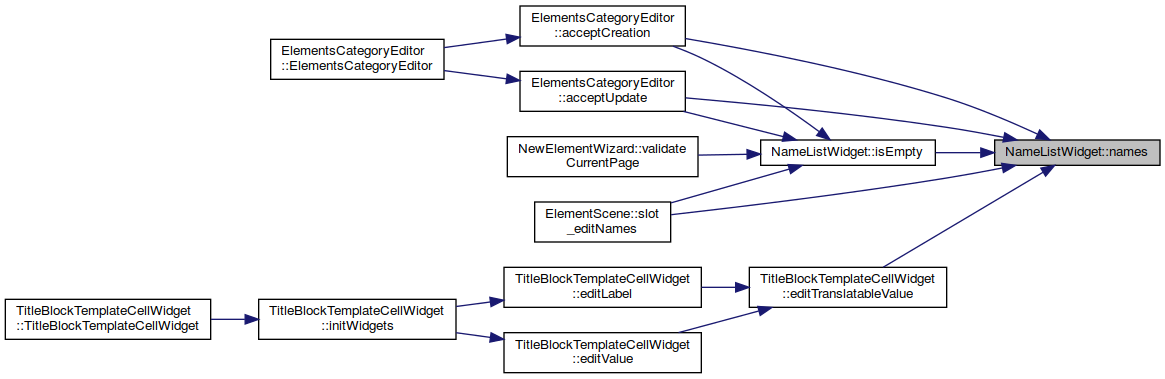 ElementsCategoryEditor
::acceptCreation
ElementsCategoryEditor
::ElementsCategoryEditor
ElementsCategoryEditor
::acceptUpdate
NewElementWizard::validate
CurrentPage
NameListWidget::isEmpty
NameListWidget::names
ElementScene::slot
_editNames
TitleBlockTemplateCellWidget
::editLabel
TitleBlockTemplateCellWidget
::editTranslatableValue
TitleBlockTemplateCellWidget
::TitleBlockTemplateCellWidget
TitleBlockTemplateCellWidget
::initWidgets
TitleBlockTemplateCellWidget
::editValue